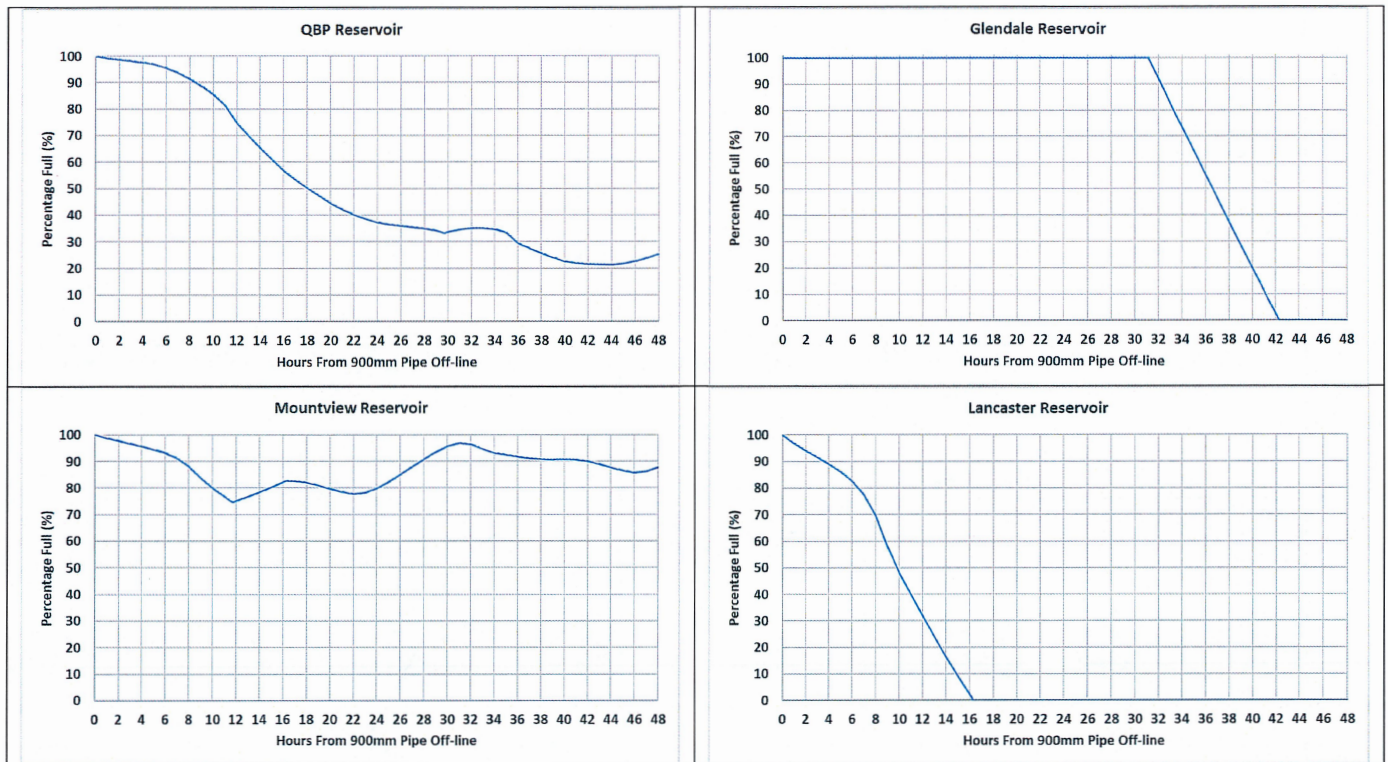 QBP Reservoir
Percentage Full (%)
100
90
80
70
60
50
40
30
20
10
0
0 2 4 6 8 10 12 14 16 18 20 22 24 26 28 30 32 34 36 38 40 42 44 46 48
Hours From 900mm Pipe Off-line
Glendale Reservoir
Percentage Full (%)
100
90
80
70
60
50
40
30
20
10
0
0 2 4 6 8 10 12 14 16 18 20 22 24 26 28 30 32 34 36 38 40 42 44 46 48
Hours From 900mm Pipe Off-line
Mountview Reservoir
Percentage Full (%)
100
90
80
70
60
50
40
30
20
10
0
0 2 4 6 8 10 12 14 16 18 20 22 24 26 28 30 32 34 36 38 40 42 44 46 48
Hours From 900mm Pipe Off-line
Lancaster Reservoir
Percentage Full (%)
100
90
80
70
60
50
40
30
20
10
0
0 2 4 6 8 10 12 14 16 18 20 22 24 26 28 30 32 34 36 38 40 42 44 46 48
Hours From 900mm Pipe Off-line